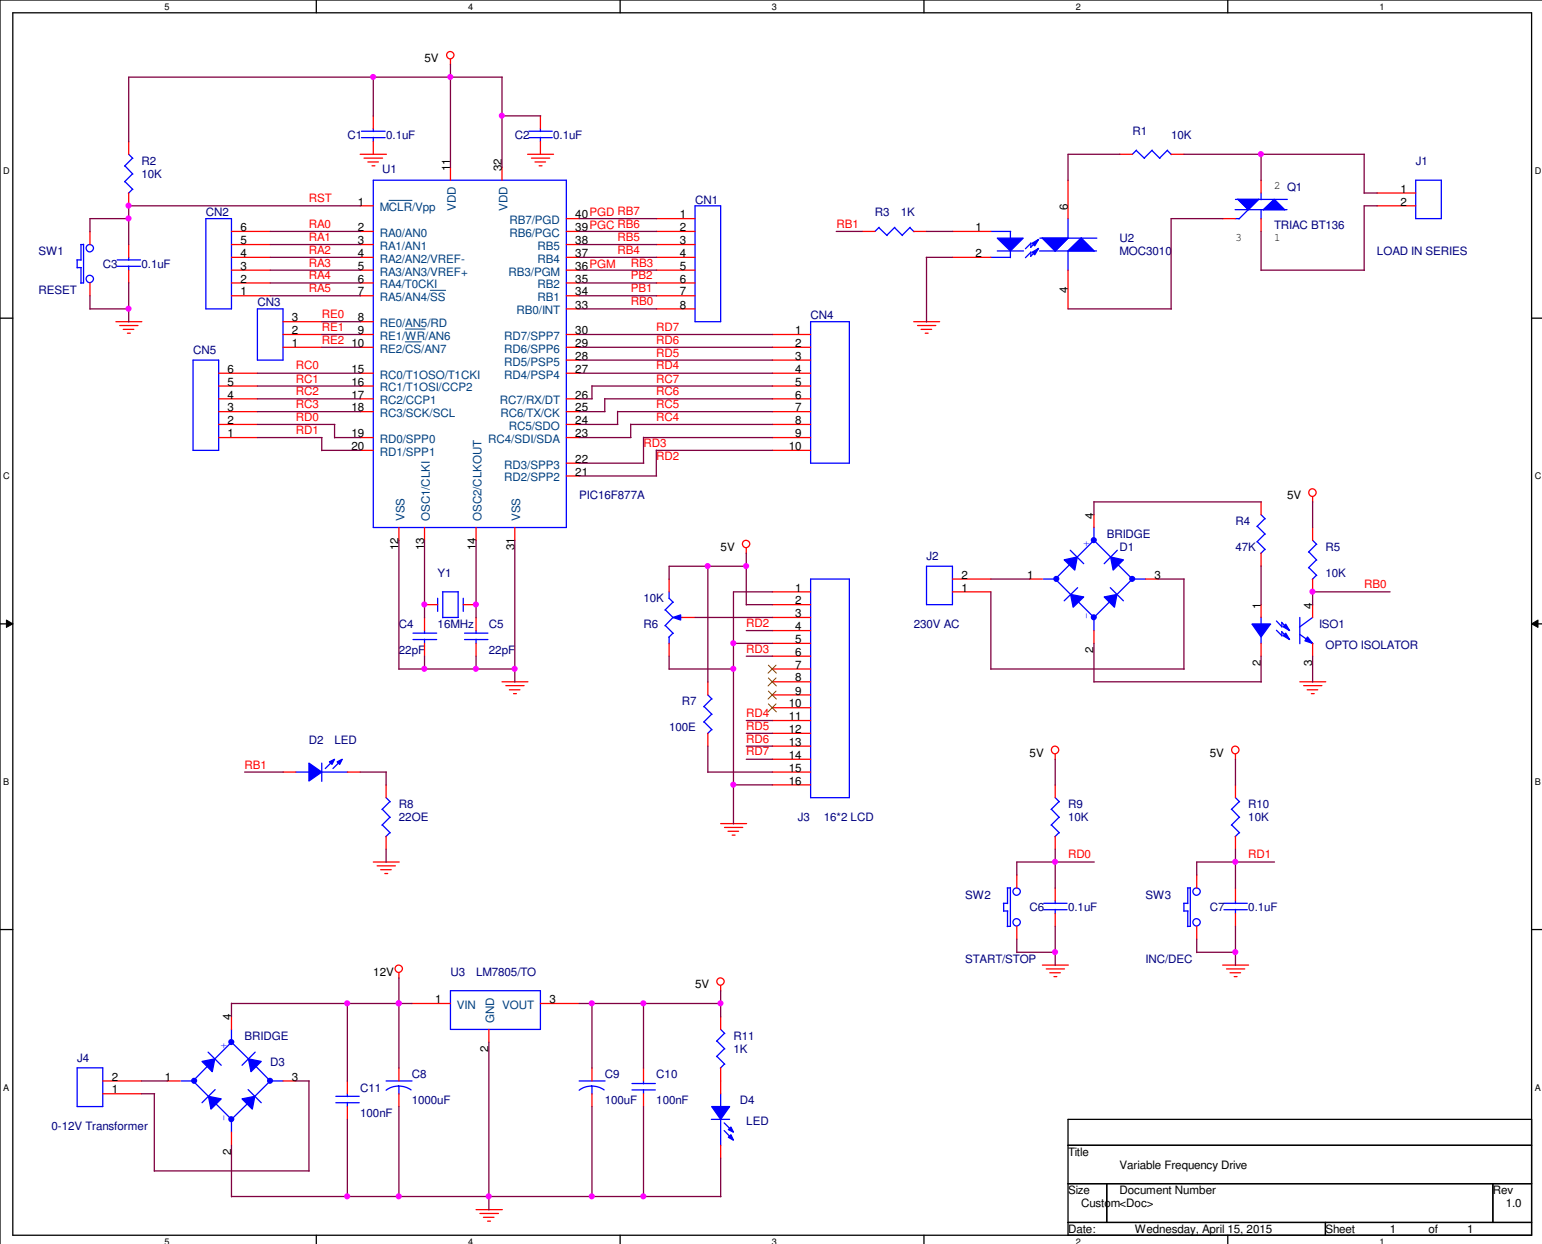 5 4 3 2 1
D D
C C
B B
A A
5V
C1 0.1uF
C2 0.1uF
R2
10K
SW1
RESET
C3 0.1uF
U1
11 VDD
32 VDD
RST 1 MCLR/Vpp
CN2
6 RA0 2 RA0/AN0
5 RA1 3 RA1/AN1
4 RA2 4 RA2/AN2/VREF-
3 RA3 5 RA3/AN3/VREF+
2 RA4 6 RA4/T0CKI
1 RA5 7 RA5/AN4/SS
CN3
3 RE0 8 RE0/AN5/RD
2 RE1 9 RE1/WR/AN6
1 RE2 10 RE2/CS/AN7
CN5
6 RC0 15 RC0/T1OSO/T1CKI
5 RC1 16 RC1/T1OSI/CCP2
4 RC2 17 RC2/CCP1
3 RC3 18 RC3/SCK/SCL
2 RD0 19 RD0/SPP0
1 RD1 20 RD1/SPP1
CN1
RB7/PGD 40 PGD RB7 1
RB6/PGC 39 PGC RB6 2
RB5 38 RB5 3
RB4 37 RB4 4
RB3/PGM 36 PGM RB3 5
RB2 35 PB2 6
RB1 34 PB1 7
RB0/INT 33 RB0 8
CN4
RD7/SPP7 30 RD7 1
RD6/SPP6 29 RD6 2
RD5/PSP5 28 RD5 3
RD4/PSP4 27 RD4 4
RC7/RX/DT 26 RC7 5
RC6/TX/CK 25 RC6 6
RC5/SDO 24 RC5 7
RC4/SDI/SDA 23 RC4 8
RD3/SPP3 22 RD3 9
RD2/SPP2 21 RD2 10
PIC16F877A
VSS 12
OSC1/CLKI 13
OSC2/CLKOUT 14
VSS 31
Y1
16MHz
C4
22pF
C5
22pF
RB1 R3 1K
1
2
6
4
U2
MOC3010
R1 10K
2 Q1
TRIAC BT136
3 1
J1
1
2
LOAD IN SERIES
J2
2
1
230V AC
BRIDGE
D1
4
1 3
2
+
-
R4
47K
5V
R5
10K
RB0
1
2
4
3
ISO1
OPTO ISOLATOR
5V
10K
R6
R7
100E
1
2
3
RD2 4
5
RD3 6
7
8
9
10
RD4 11
RD5 12
RD6 13
RD7 14
15
16
J3 16*2 LCD
D2 LED
RB1
R8
22OE
5V
R9
10K
RD0
SW2
C6 0.1uF
START/STOP
5V
R10
10K
RD1
SW3
C7 0.1uF
INC/DEC
J4
2
1
0-12V Transformer
BRIDGE
D3
4
1 3
2
+
-
12V
C11
100nF
C8
1000uF
U3 LM7805/TO
1 VIN VOUT 3
GND
2
C9
100uF
C10
100nF
5V
R11
1K
D4
LED
Title
Variable Frequency Drive
Size Document Number Rev
Custom <Doc> 1.0
Date: Wednesday, April 15, 2015 Sheet 1 of 1
5 4 3 2 1